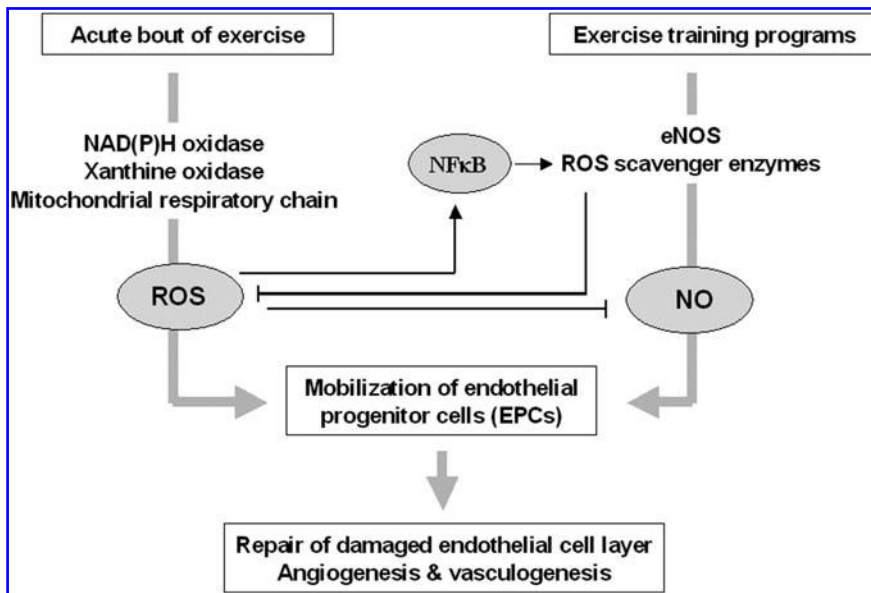 Acute bout of exercise
Exercise training programs
NAD(P)H oxidase
Xanthine oxidase
Mitochondrial respiratory chain
NFκB
eNOS
ROS scavenger enzymes
ROS
NO
Mobilization of endothelial
progenitor cells (EPCs)
Repair of damaged endothelial cell layer
Angiogenesis & vasculogenesis